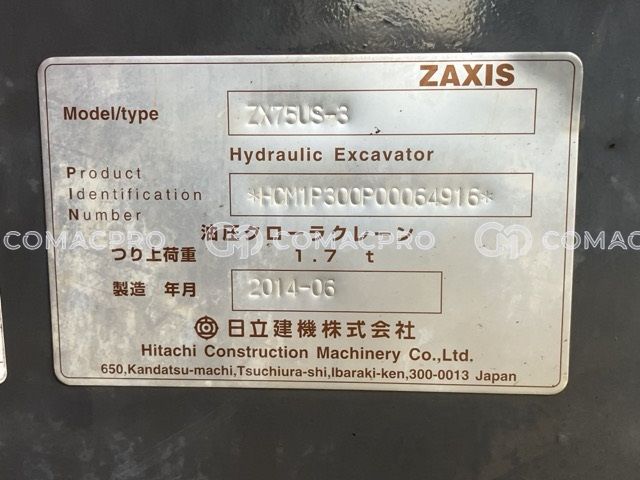 ZAXIS
Model/type ZX75US-3
Hydraulic Excavator
Product
Identification *HCM1P300P00064916*
Number
油圧クローラクレーン
つり上荷重 1.7 t
製造 年月 2014-06
日立建機株式会社
Hitachi Construction Machinery Co.,Ltd.
650,Kandatsu-machi,Tsuchiura-shi,Ibaraki-ken,300-0013 Japan
COMACPRO COMACPRO COMACPRO
COMACPRO COMACPRO